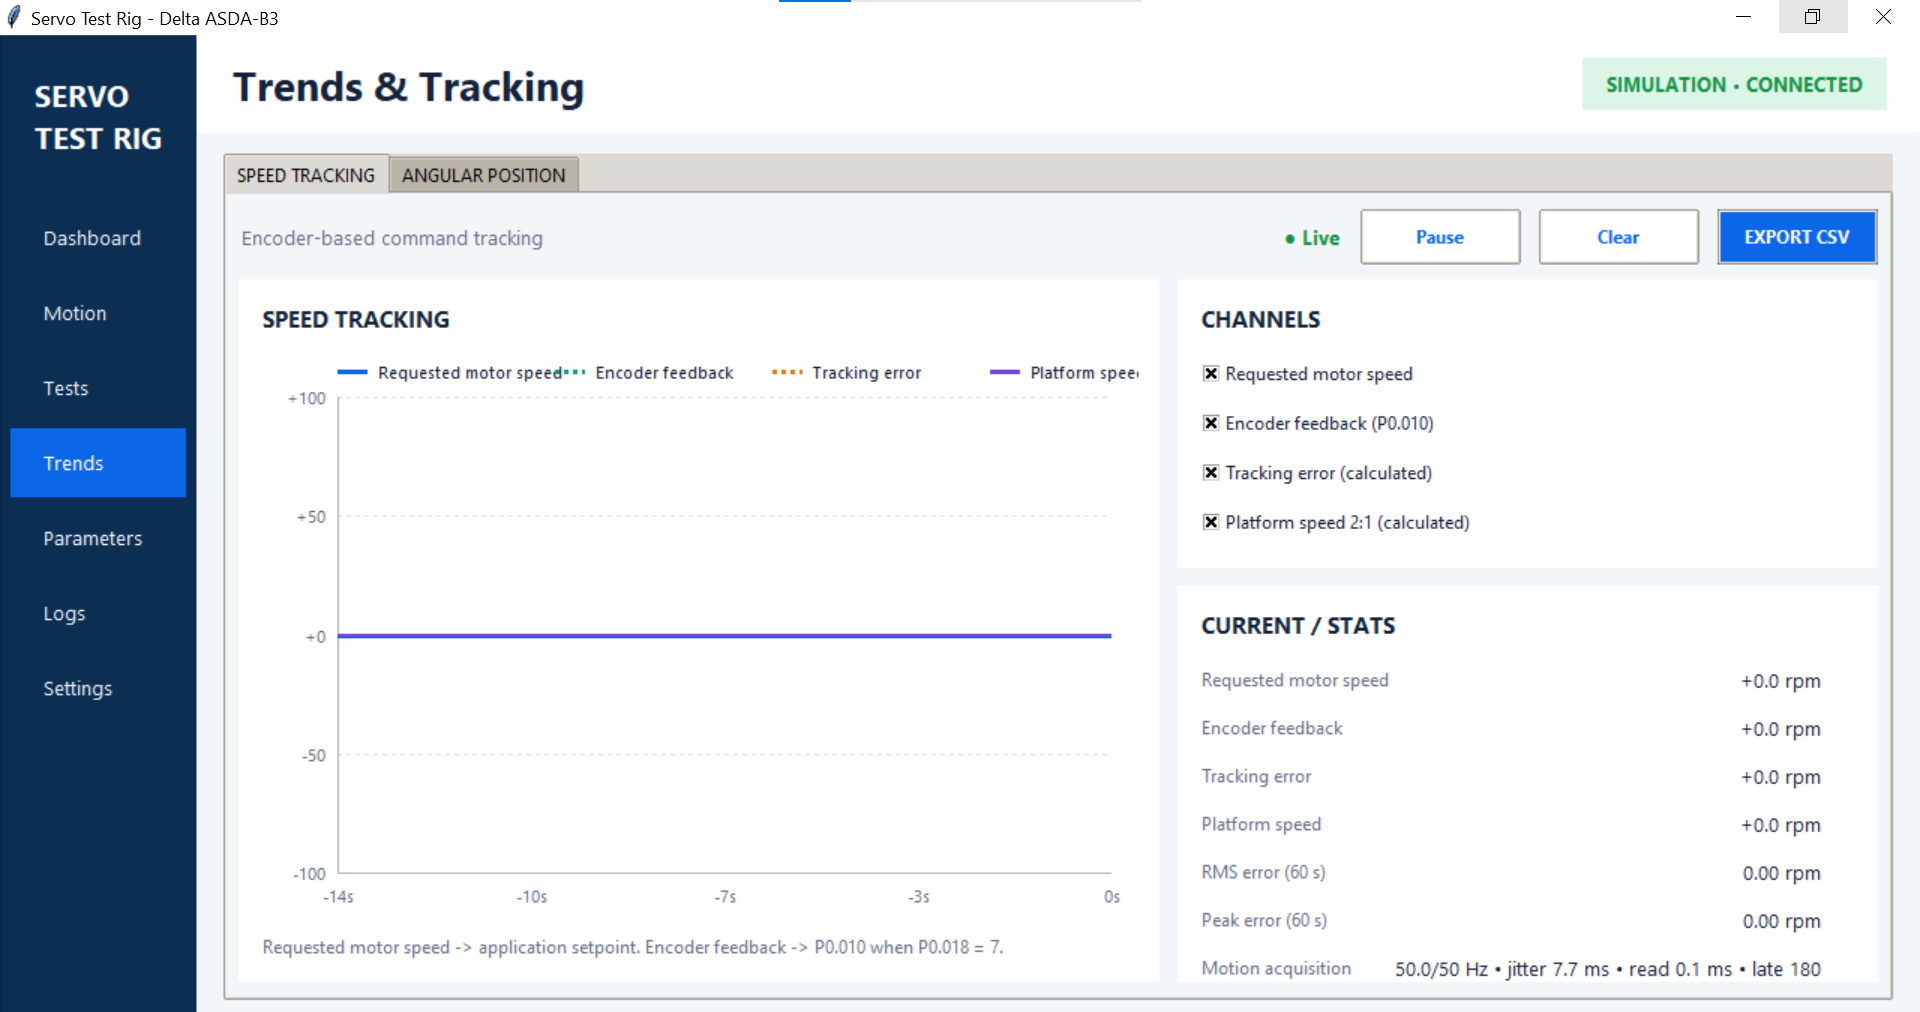 Servo Test Rig - Delta ASDA-B3
SERVO
TEST RIG
Dashboard
Motion
Tests
Trends
Parameters
Logs
Settings
Trends & Tracking
SIMULATION • CONNECTED
SPEED TRACKING
ANGULAR POSITION
Encoder-based command tracking
● Live
Pause
Clear
EXPORT CSV
SPEED TRACKING
Requested motor speed
Encoder feedback
Tracking error
Platform spee
+100
+50
+0
-50
-100
-14s
-10s
-7s
-3s
0s
Requested motor speed -> application setpoint. Encoder feedback -> P0.010 when P0.018 = 7.
CHANNELS
Requested motor speed
Encoder feedback (P0.010)
Tracking error (calculated)
Platform speed 2:1 (calculated)
CURRENT / STATS
Requested motor speed +0.0 rpm
Encoder feedback +0.0 rpm
Tracking error +0.0 rpm
Platform speed +0.0 rpm
RMS error (60 s) 0.00 rpm
Peak error (60 s) 0.00 rpm
Motion acquisition 50.0/50 Hz • jitter 7.7 ms • read 0.1 ms • late 180